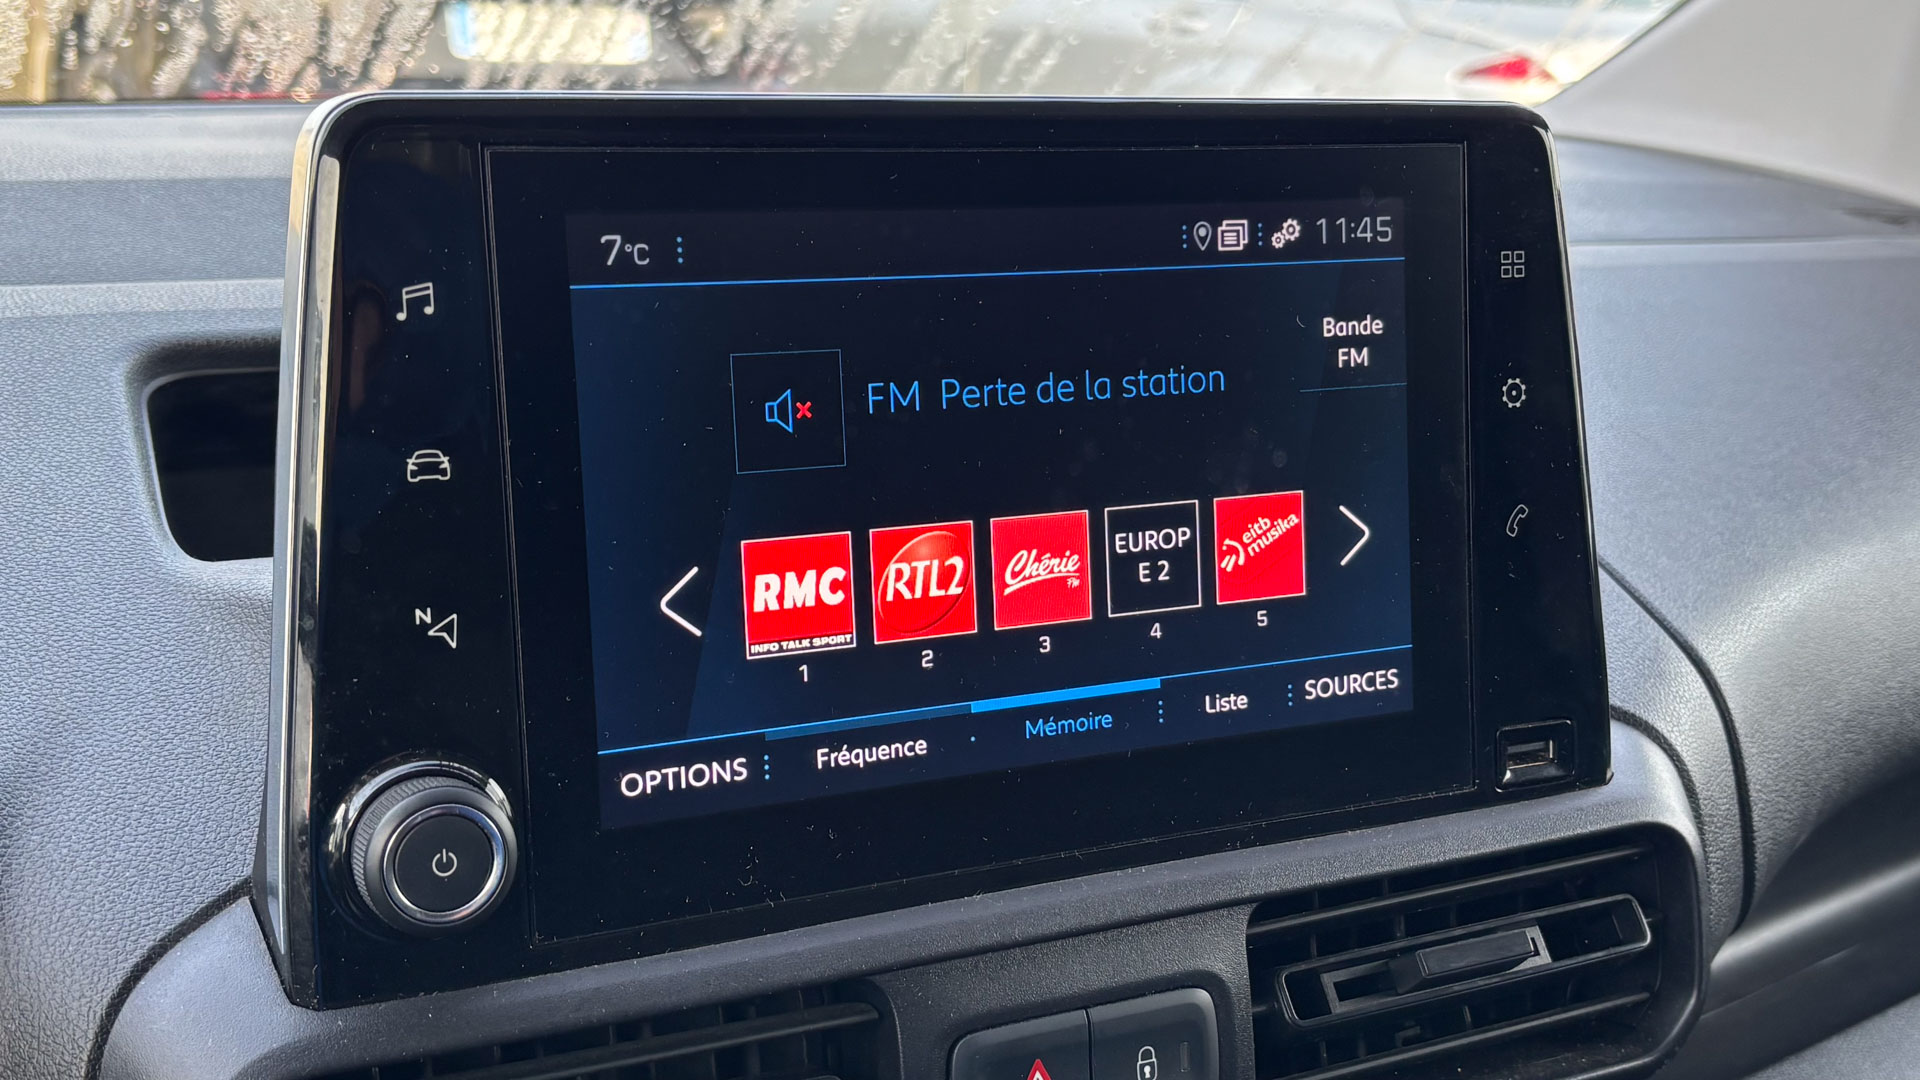 7°C
11:45
Bande
FM
FM Perte de la station
RMC
INFO TALK SPORT
RTL2
Chérie
FM
EUROP
E 2
eitb
musika
1
2
3
4
5
OPTIONS
Fréquence
Mémoire
Liste
SOURCES
N